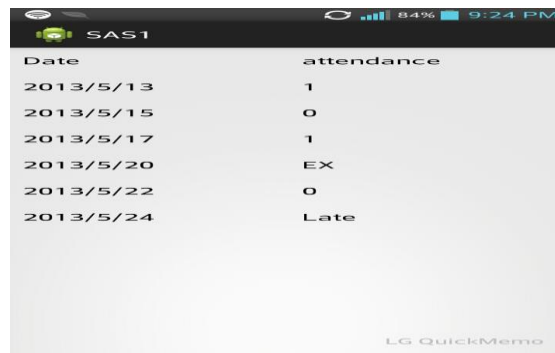 84% 9:24 PM
SAS1
Date attendance
2013/5/13 1
2013/5/15 0
2013/5/17 1
2013/5/20 EX
2013/5/22 0
2013/5/24 Late
LG QuickMemo